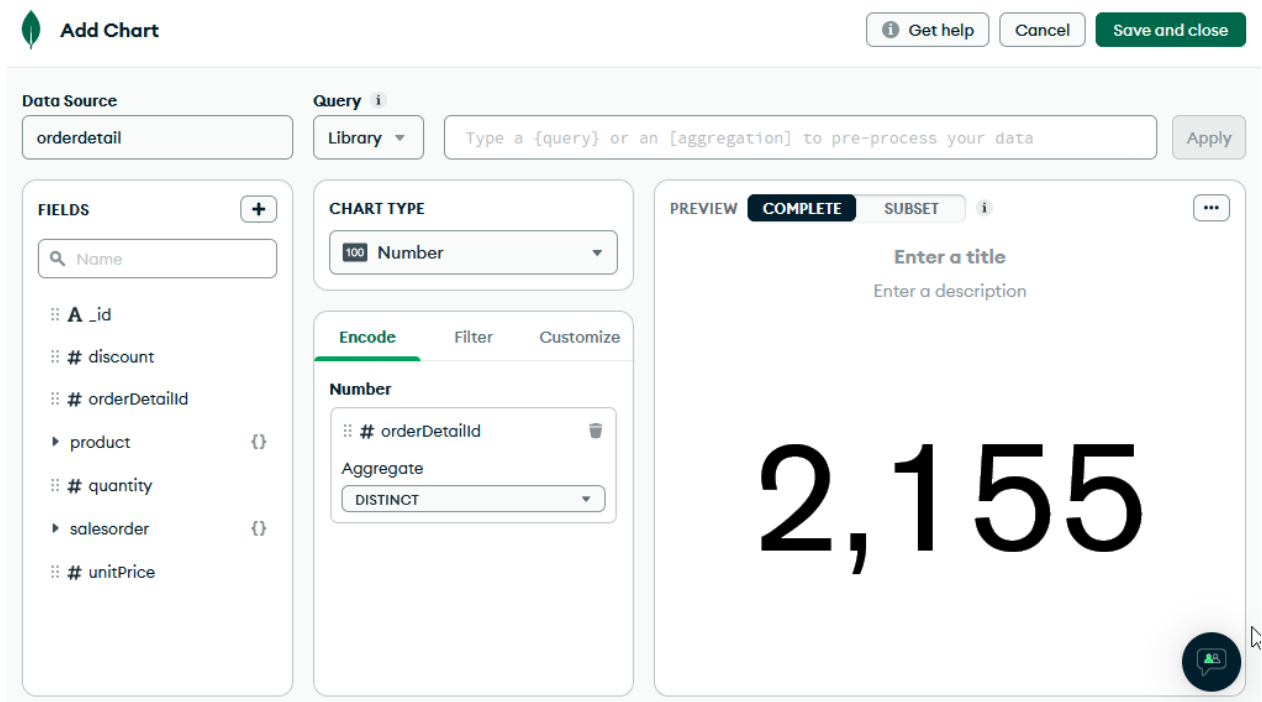 Add Chart
Get help
Cancel
Save and close
Data Source
Query i
orderdetail
Library
Type a {query} or an [aggregation] to pre-process your data
Apply
FIELDS
+
Name
A _id
# discount
# orderDetailId
product {}
# quantity
salesorder {}
# unitPrice
CHART TYPE
100 Number
Encode Filter Customize
Number
# orderDetailId
Aggregate
DISTINCT
PREVIEW COMPLETE SUBSET i
Enter a title
Enter a description
2,155